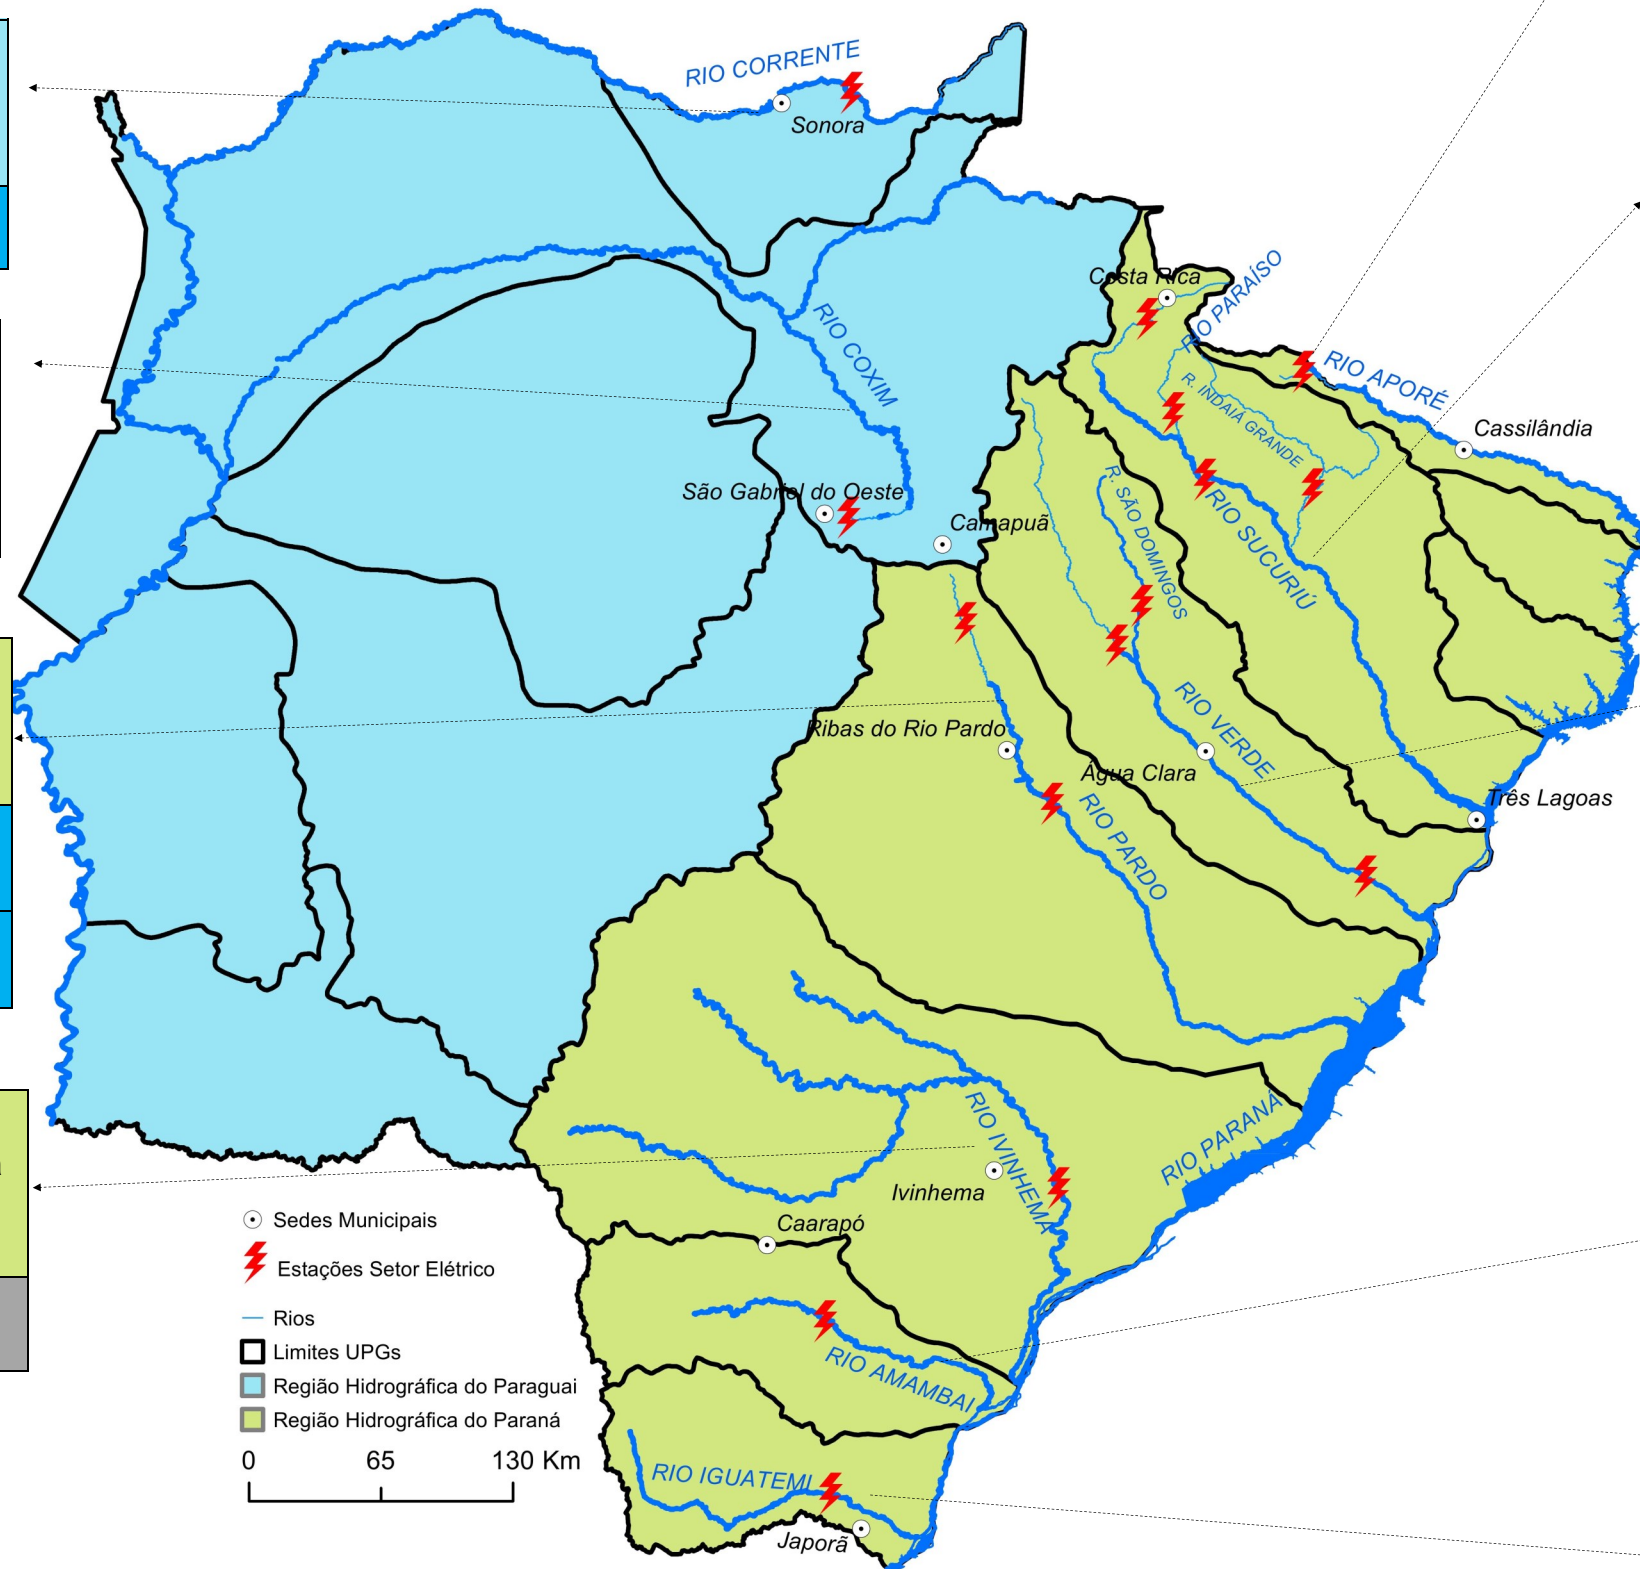 RIO CORRENTE
Sonora
Costa Rica
RIO PARAÍSO
RIO COXIM
RIO APORÉ
R. INDAIÁ GRANDE
Cassilândia
São Gabriel do Oeste
Camapuã
R. SÃO DOMINGOS
RIO SUCURIÚ
RIO VERDE
Ribas do Rio Pardo
Água Clara
RIO PARDO
Três Lagoas
RIO IVINHEMA
RIO PARANÁ
Ivinhema
Caarapó
RIO AMAMBAI
RIO IGUATEMI
Japorã
Sedes Municipais
Estações Setor Elétrico
Rios
Limites UPGs
Região Hidrográfica do Paraguai
Região Hidrográfica do Paraná
0 65 130 Km